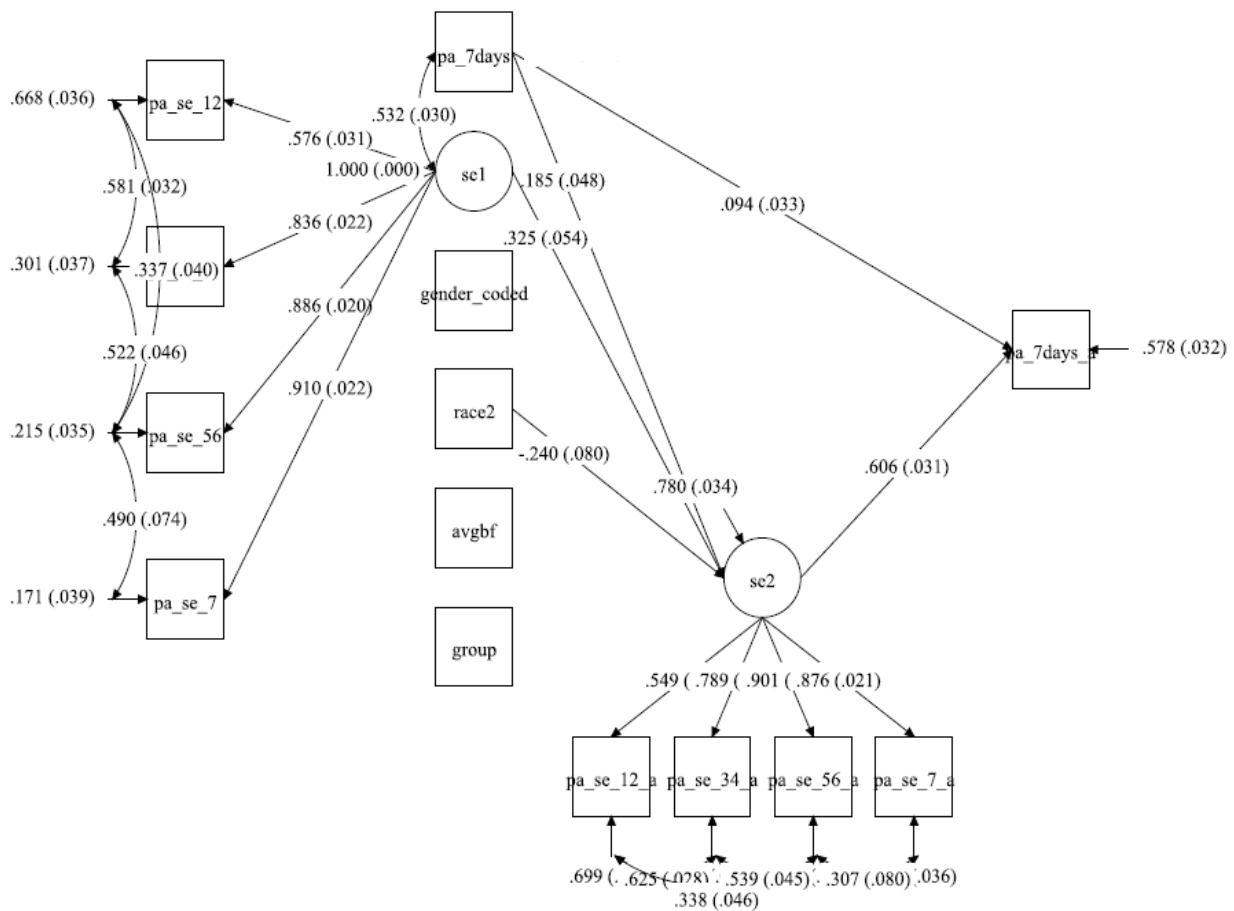 pa_7days
.668 (.036)
pa_se_12
.532 (.030)
.576 (.031)
1.000 (.000)
se1
.581 (.032)
.185 (.048)
.836 (.022)
.094 (.033)
.325 (.054)
.301 (.037)
.337 (.040)
gender_coded
.886 (.020)
.522 (.046)
.578 (.032)
.910 (.022)
race2
.215 (.035)
pa_se_56
-.240 (.080)
.606 (.031)
.780 (.034)
.490 (.074)
avgbf
se2
.171 (.039)
pa_se_7
group
.549 (
.789 (
.901 (
.876 (.021)
pa_se_12_a
pa_se_34_a
pa_se_56_a
pa_se_7_a
.699 (.
.625 (.028)
.539 (.045)
.307 (.080)
.036)
.338 (.046)